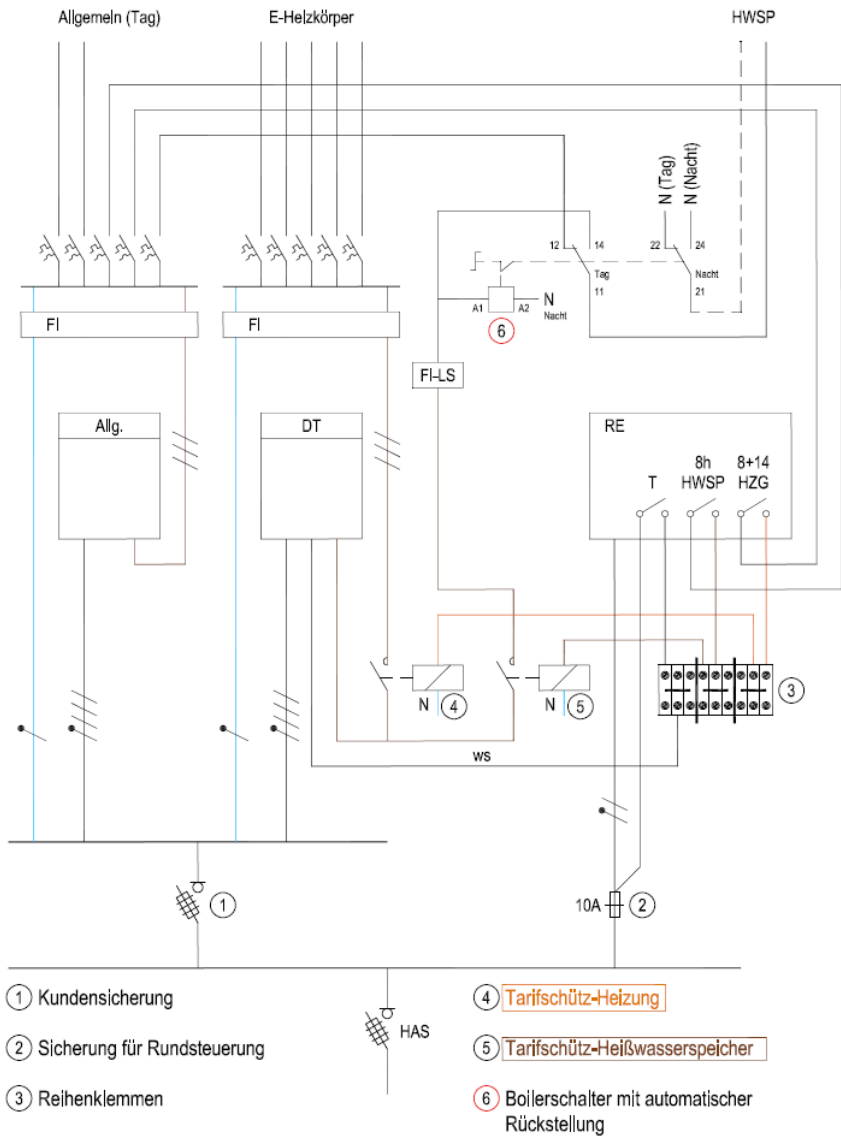 Allgemeln (Tag)
E-Helzkörper
HWSP
N (Tag)
N (Nacht)
12
14
22
24
Tag
Nacht
11
21
A1
A2
N
Nacht
6
FI
FI
FI-LS
Allg.
DT
RE
T
8h
HWSP
8+14
HZG
N
4
N
5
3
ws
1
10A
2
HAS
1 Kundensicherung
2 Sicherung für Rundsteuerung
3 Reihenklemmen
4 Tarifschütz-Heizung
5 Tarifschütz-Heißwasserspeicher
6 Boilerschalter mit automatischer
Rückstellung